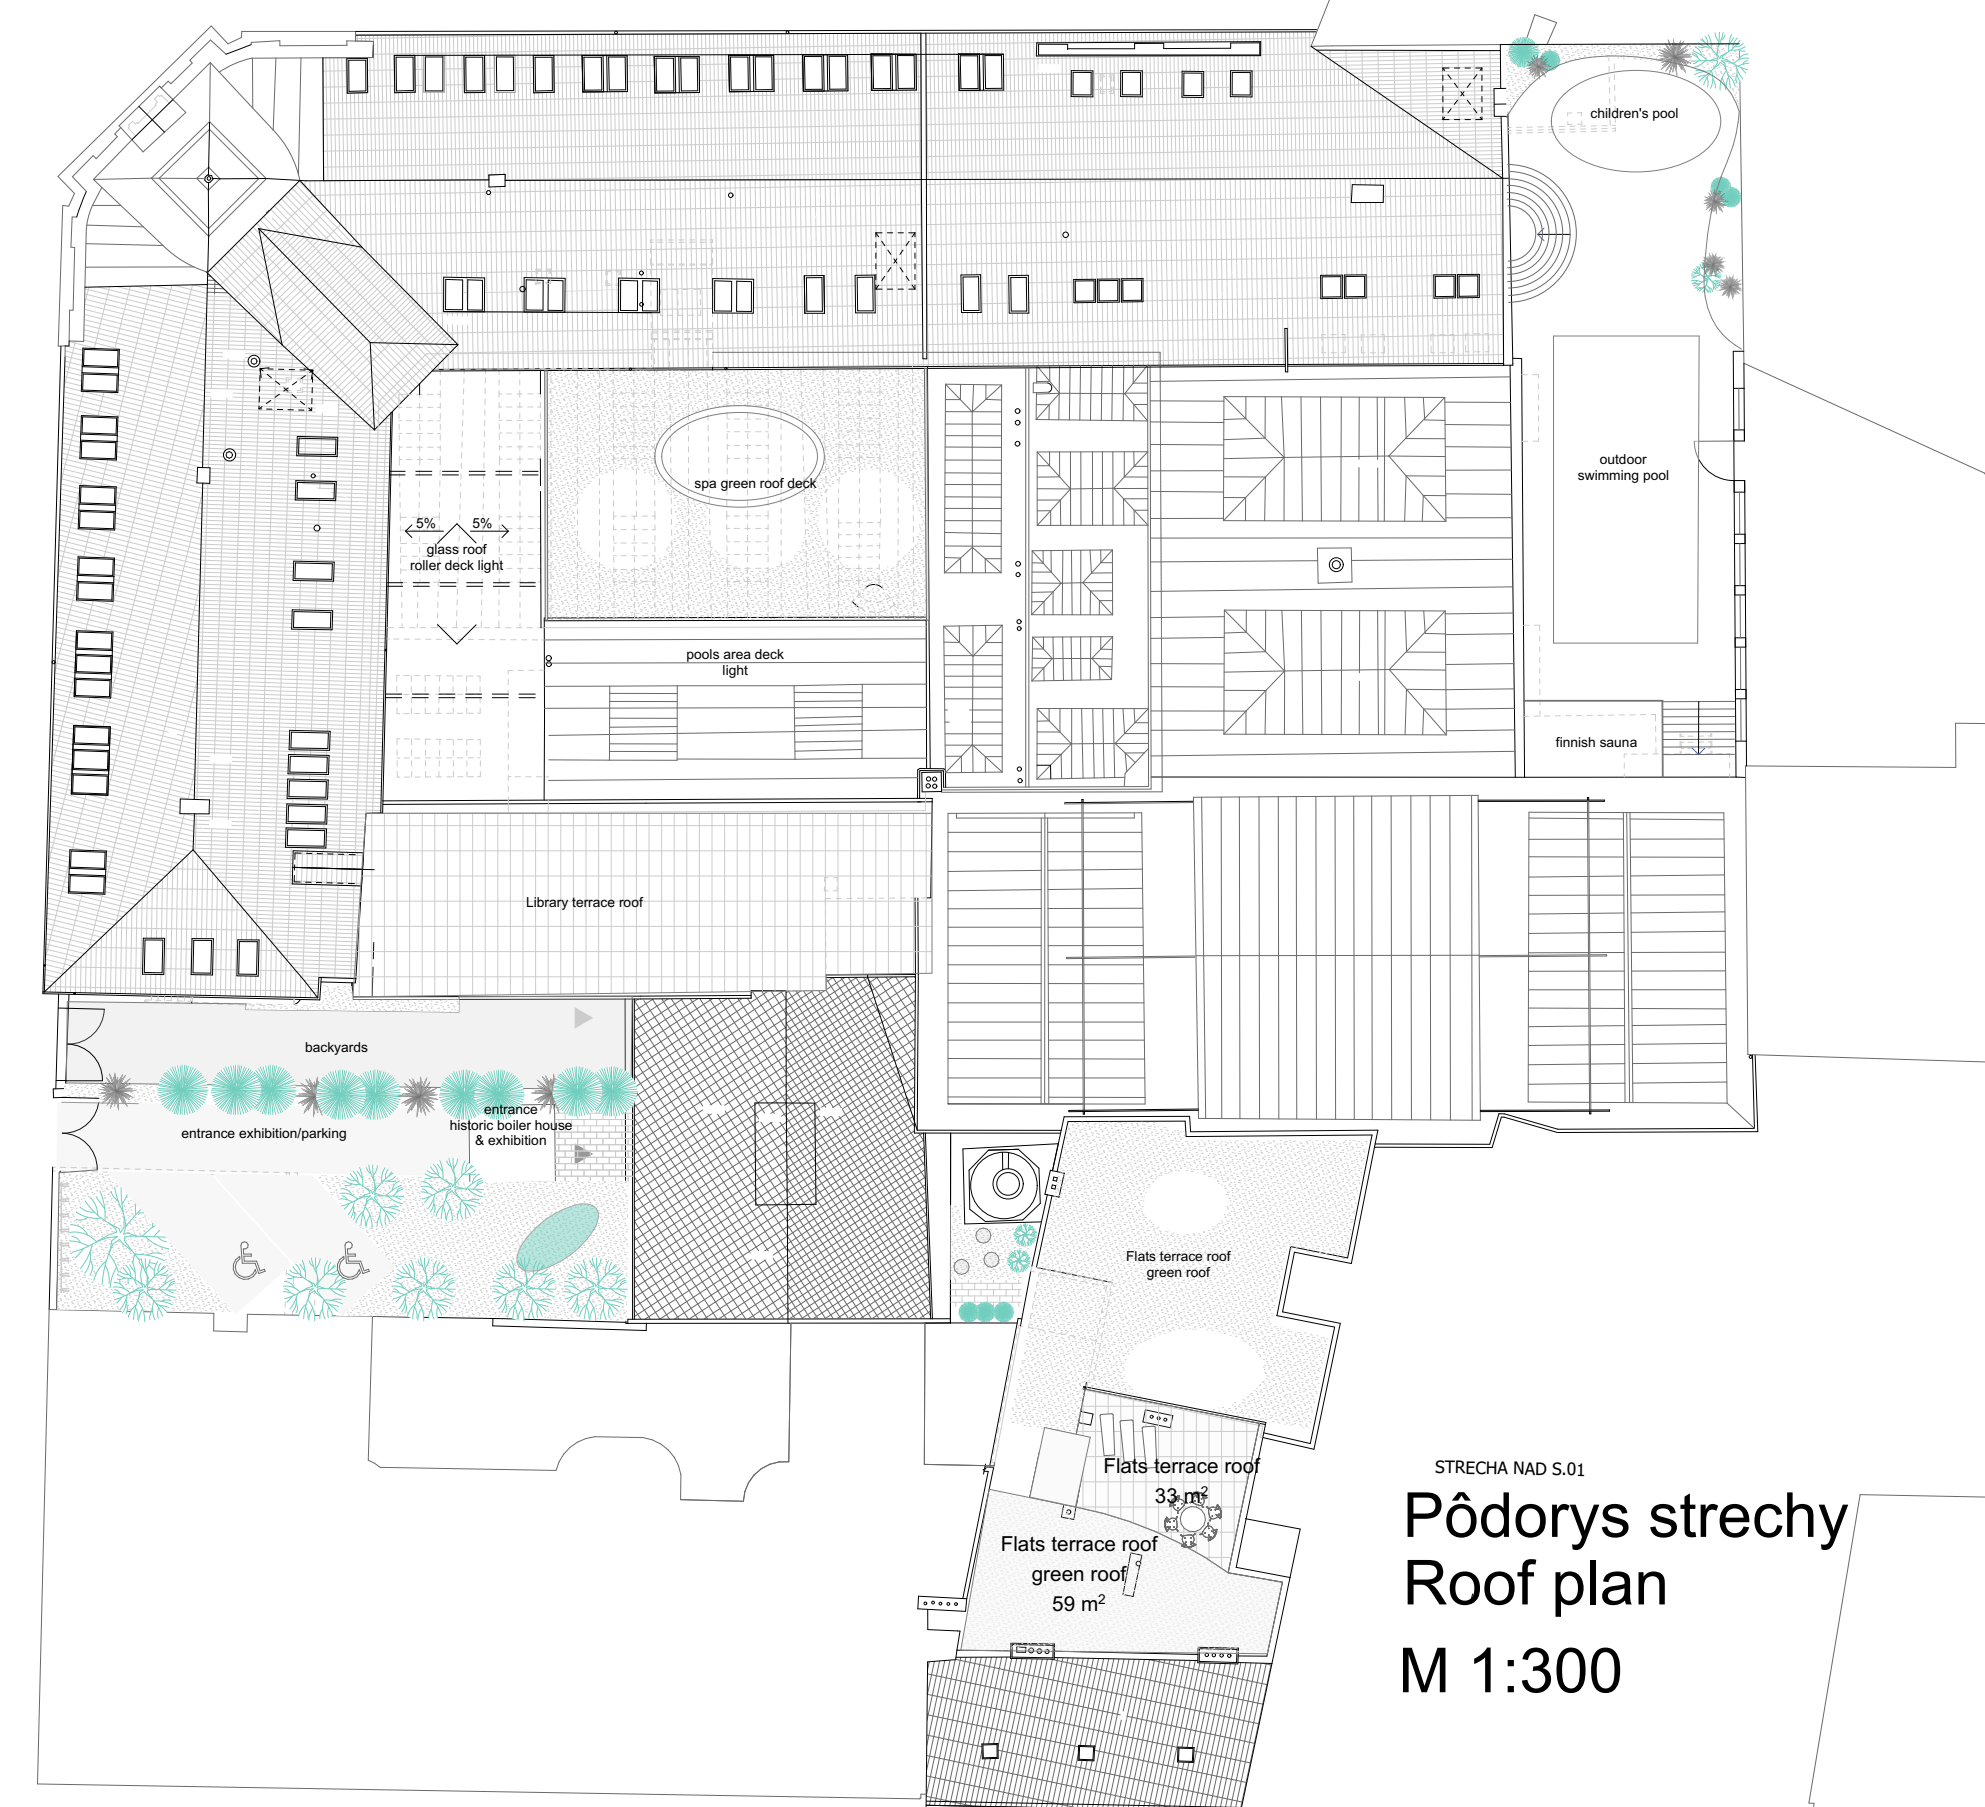 children's pool
outdoor
swimming pool
spa green roof deck
5% 5%
glass roof
roller deck light
pools area deck
light
finnish sauna
Library terrace roof
backyards
entrance
historic boiler house
& exhibition
entrance exhibition/parking
Flats terrace roof
green roof
Flats terrace roof
33 m²
Flats terrace roof
green roof
59 m²
STRECHA NAD S.01
Pôdorys strechy
Roof plan
M 1:300